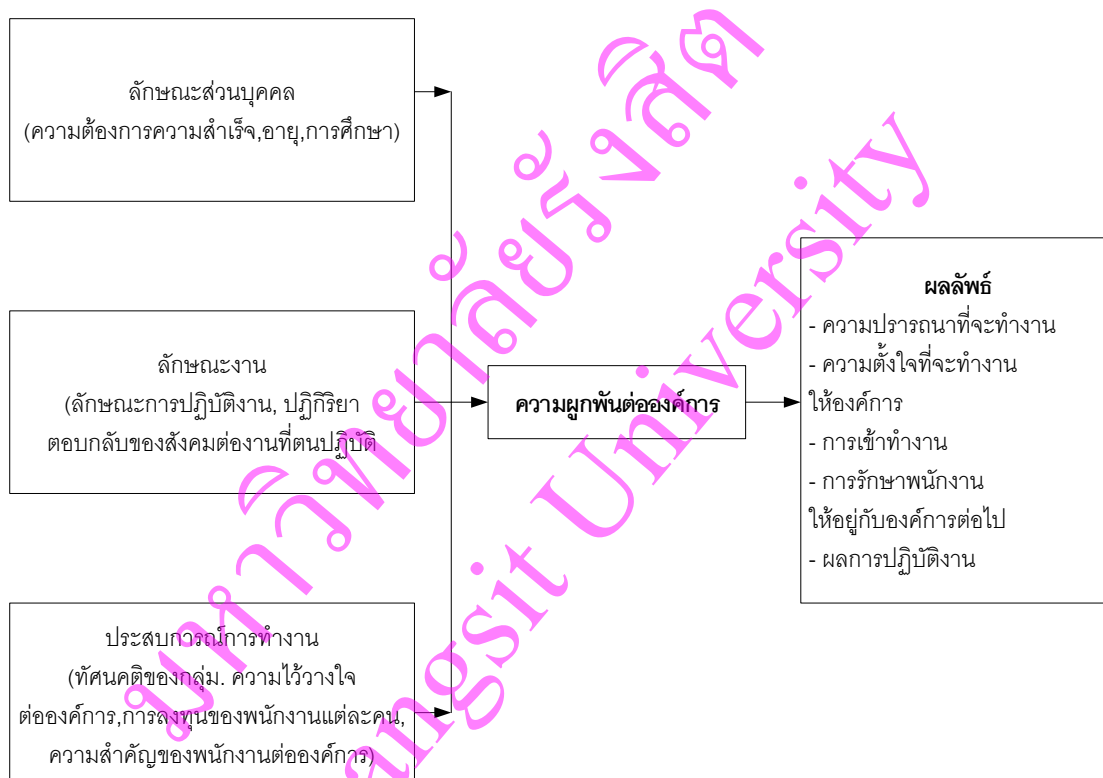 ลักษณะส่วนบุคคล
(ความต้องการความสำเร็จ,อายุ,การศึกษา)
ลักษณะงาน
(ลักษณะการปฏิบัติงาน, ปฏิกิริยา
ตอบกลับของสังคมต่องานที่ตนปฏิบัติ
ประสบการณ์การทำงาน
(ทัศนคติของกลุ่ม. ความไว้วางใจ
ต่อองค์การ,การลงทุนของพนักงานแต่ละคน,
ความสำคัญของพนักงานต่อองค์การ)
ความผูกพันต่อองค์การ
ผลลัพธ์
- ความปรารถนาที่จะทำงาน
- ความตั้งใจที่จะทำงาน
ให้องค์การ
- การเข้าทำงาน
- การรักษาพนักงาน
ให้อยู่กับองค์การต่อไป
- ผลการปฏิบัติงาน
มหาวิทยาลัยรังสิต
angsit University